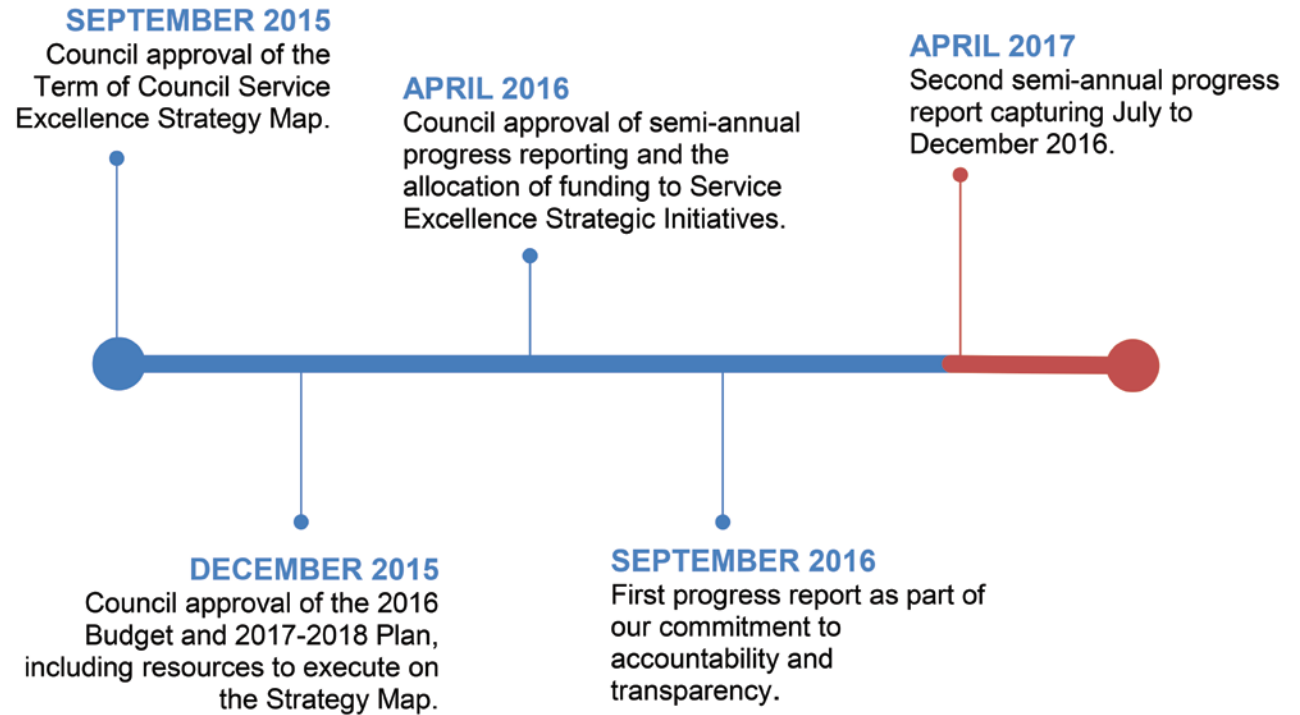 SEPTEMBER 2015
Council approval of the
Term of Council Service
Excellence Strategy Map.
APRIL 2016
Council approval of semi-annual
progress reporting and the
allocation of funding to Service
Excellence Strategic Initiatives.
APRIL 2017
Second semi-annual progress
report capturing July to
December 2016.
DECEMBER 2015
Council approval of the 2016
Budget and 2017-2018 Plan,
including resources to execute on
the Strategy Map.
SEPTEMBER 2016
First progress report as part of
our commitment to
accountability and
transparency.